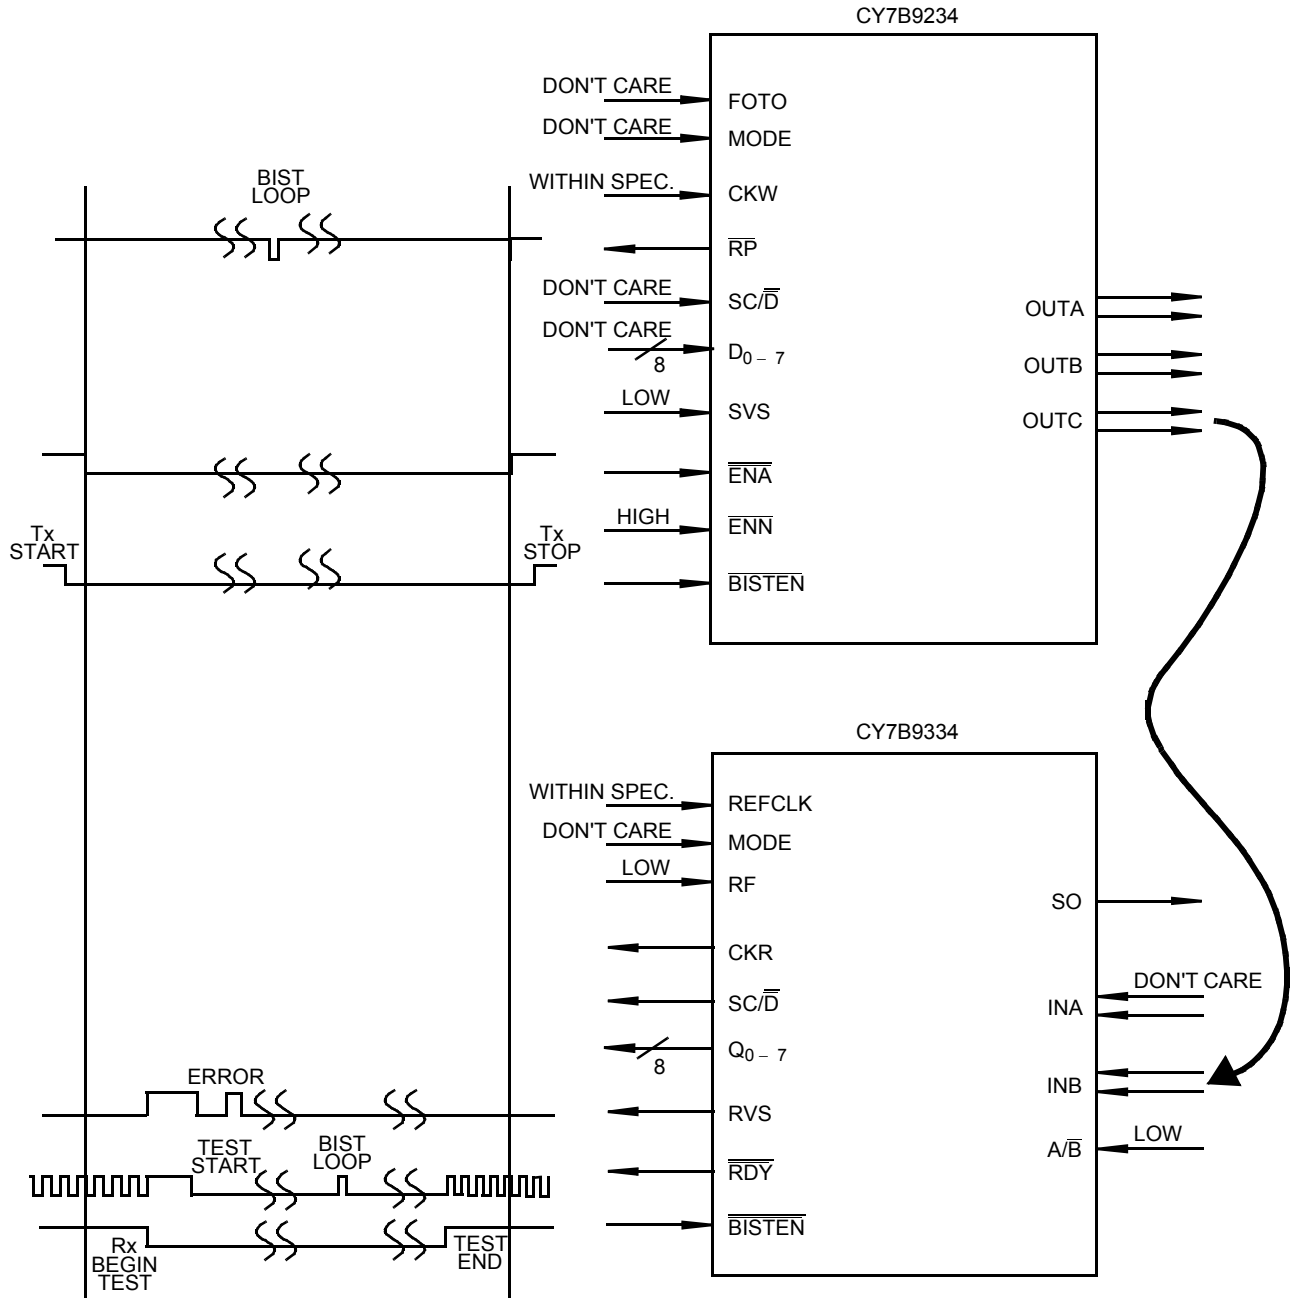 CY7B9234
DON'T CARE
FOTO
DON'T CARE
MODE
WITHIN SPEC.
CKW
BIST
LOOP
RP
DON'T CARE
SC/D
OUTA
DON'T CARE
8
D0 – 7
OUTB
LOW
SVS
OUTC
ENA
HIGH
ENN
Tx
START
Tx
STOP
BISTEN
CY7B9334
WITHIN SPEC.
REFCLK
DON'T CARE
MODE
LOW
RF
SO
CKR
DON'T CARE
SC/D
INA
8
Q0 – 7
ERROR
INB
RVS
TEST
START
BIST
LOOP
LOW
A/B
RDY
BISTEN
Rx
BEGIN
TEST
TEST
END